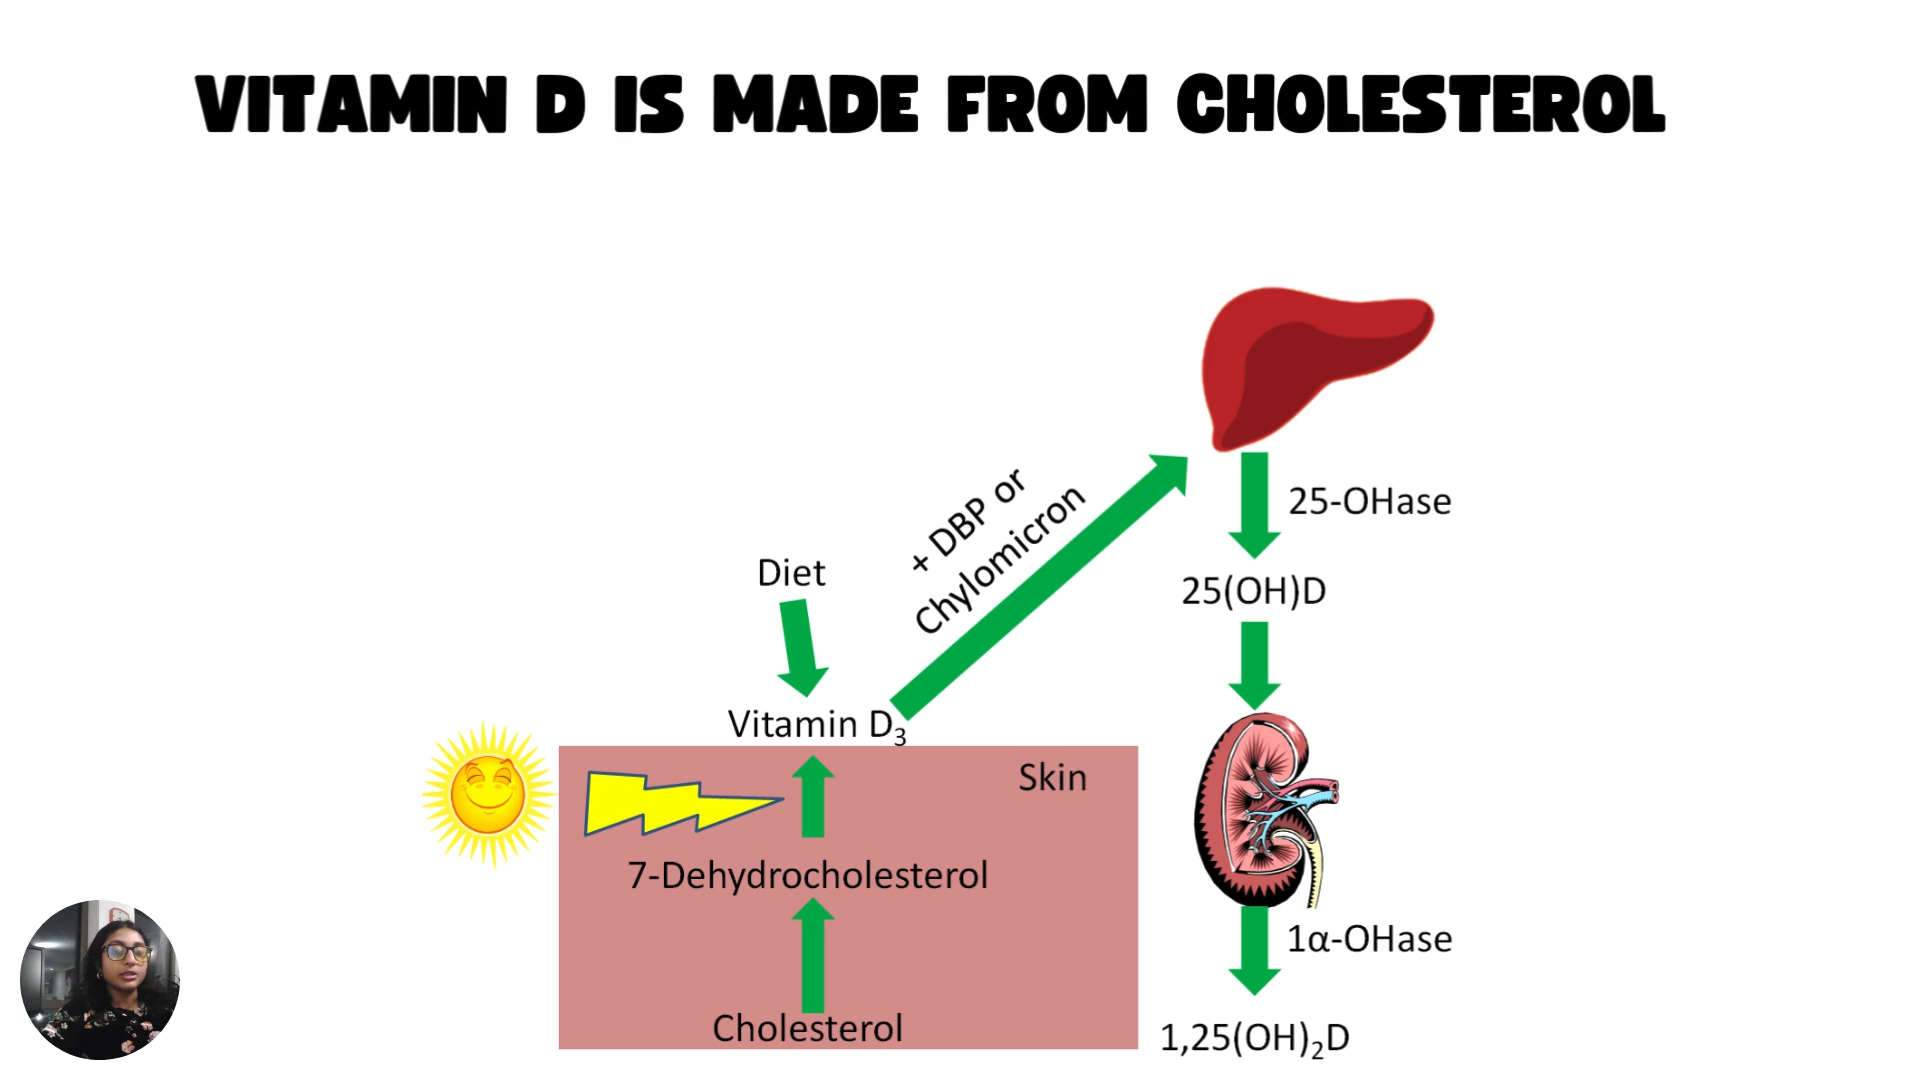 VITAMIN D IS MADE FROM CHOLESTEROL
25-OHase
+ DBP or
Chylomicron
Diet
25(OH)D
Vitamin D₃
Skin
7-Dehydrocholesterol
1α-OHase
Cholesterol
1,25(OH)₂D